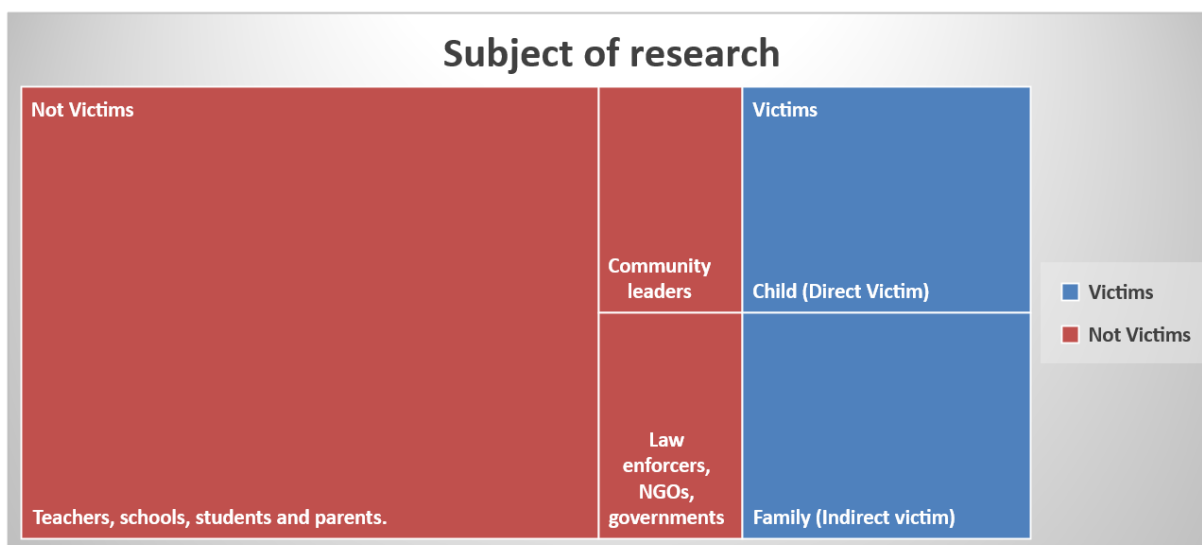 Subject of research
Not Victims
Teachers, schools, students and parents.
Community
leaders
Law
enforcers,
NGOs,
governments
Victims
Child (Direct Victim)
Family (Indirect victim)
Victims
Not Victims